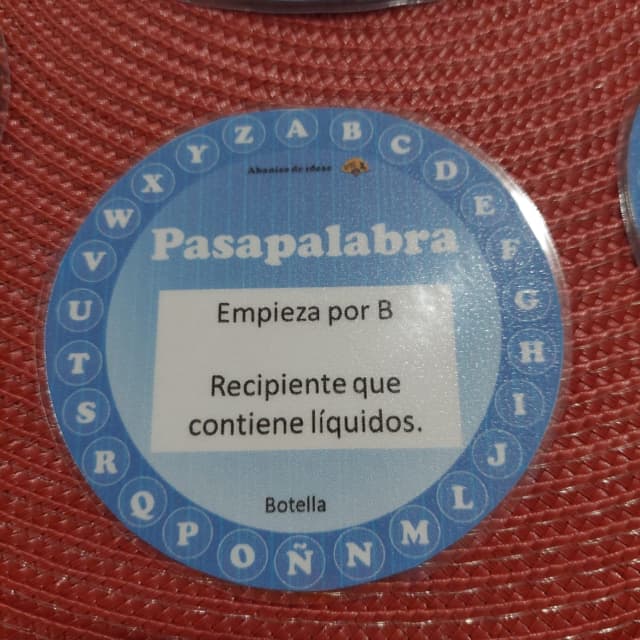 Abanico de ideas
Pasapalabra
Empieza por B
Recipiente que
contiene líquidos.
Botella
A
B
C
D
E
F
G
H
I
J
L
M
N
Ñ
O
P
Q
R
S
T
U
V
W
X
Y
Z